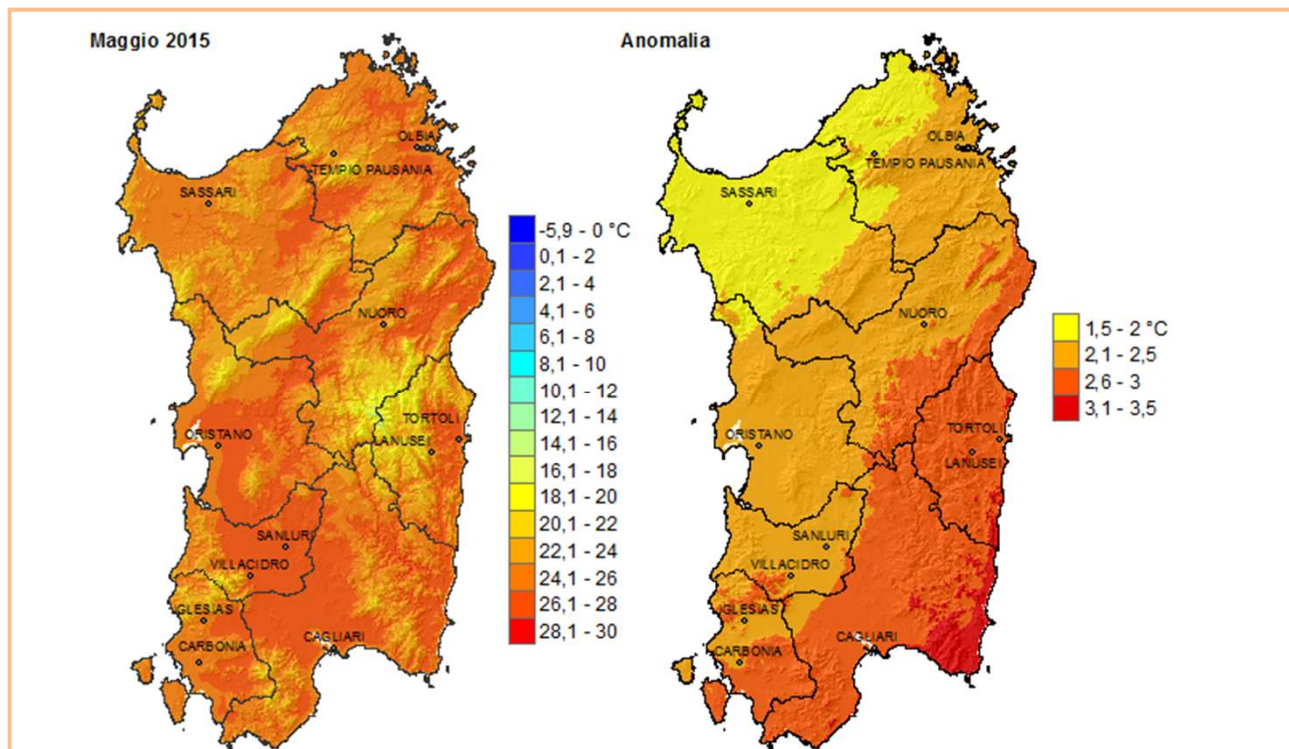 Maggio 2015
OLBIA
TEMPIO PAUSANIA
SASSARI
NUORO
TORTOLI
ORISTANO
LANUSEI
SANLURI
VILLACIDRO
IGLESIAS
CAGLIARI
CARBONIA
-5,9 - 0 °C
0,1 - 2
2,1 - 4
4,1 - 6
6,1 - 8
8,1 - 10
10,1 - 12
12,1 - 14
14,1 - 16
16,1 - 18
18,1 - 20
20,1 - 22
22,1 - 24
24,1 - 26
26,1 - 28
28,1 - 30
Anomalia
OLBIA
TEMPIO PAUSANIA
SASSARI
NUORO
TORTOLI
ORISTANO
LANUSEI
SANLURI
VILLACIDRO
IGLESIAS
CAGLIARI
CARBONIA
1,5 - 2 °C
2,1 - 2,5
2,6 - 3
3,1 - 3,5